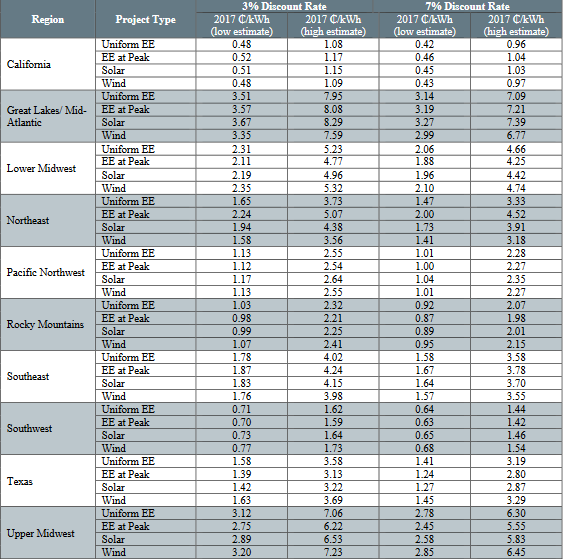 Region Project Type 3% Discount Rate 7% Discount Rate
2017 ₵/kWh (low estimate) 2017 ₵/kWh (high estimate) 2017 ₵/kWh (low estimate) 2017 ₵/kWh (high estimate)
California
Uniform EE 0.48 1.08 0.42 0.96
EE at Peak 0.52 1.17 0.46 1.04
Solar 0.51 1.15 0.45 1.03
Wind 0.48 1.09 0.43 0.97
Great Lakes/ Mid-
Atlantic
Uniform EE 3.51 7.95 3.14 7.09
EE at Peak 3.57 8.08 3.19 7.21
Solar 3.67 8.29 3.27 7.39
Wind 3.35 7.59 2.99 6.77
Lower Midwest
Uniform EE 2.31 5.23 2.06 4.66
EE at Peak 2.11 4.77 1.88 4.25
Solar 2.19 4.96 1.96 4.42
Wind 2.35 5.32 2.10 4.74
Northeast
Uniform EE 1.65 3.73 1.47 3.33
EE at Peak 2.24 5.07 2.00 4.52
Solar 1.94 4.38 1.73 3.91
Wind 1.58 3.56 1.41 3.18
Pacific Northwest
Uniform EE 1.13 2.55 1.01 2.28
EE at Peak 1.12 2.54 1.00 2.27
Solar 1.17 2.64 1.04 2.35
Wind 1.13 2.55 1.01 2.27
Rocky Mountains
Uniform EE 1.03 2.32 0.92 2.07
EE at Peak 0.98 2.21 0.87 1.98
Solar 0.99 2.25 0.89 2.01
Wind 1.07 2.41 0.95 2.15
Southeast
Uniform EE 1.78 4.02 1.58 3.58
EE at Peak 1.87 4.24 1.67 3.78
Solar 1.83 4.15 1.64 3.70
Wind 1.76 3.98 1.57 3.55
Southwest
Uniform EE 0.71 1.62 0.64 1.44
EE at Peak 0.70 1.59 0.63 1.42
Solar 0.73 1.64 0.65 1.46
Wind 0.77 1.73 0.68 1.54
Texas
Uniform EE 1.58 3.58 1.41 3.19
EE at Peak 1.39 3.13 1.24 2.80
Solar 1.42 3.22 1.27 2.87
Wind 1.63 3.69 1.45 3.29
Upper Midwest
Uniform EE 3.12 7.06 2.78 6.30
EE at Peak 2.75 6.22 2.45 5.55
Solar 2.89 6.53 2.58 5.83
Wind 3.20 7.23 2.85 6.45